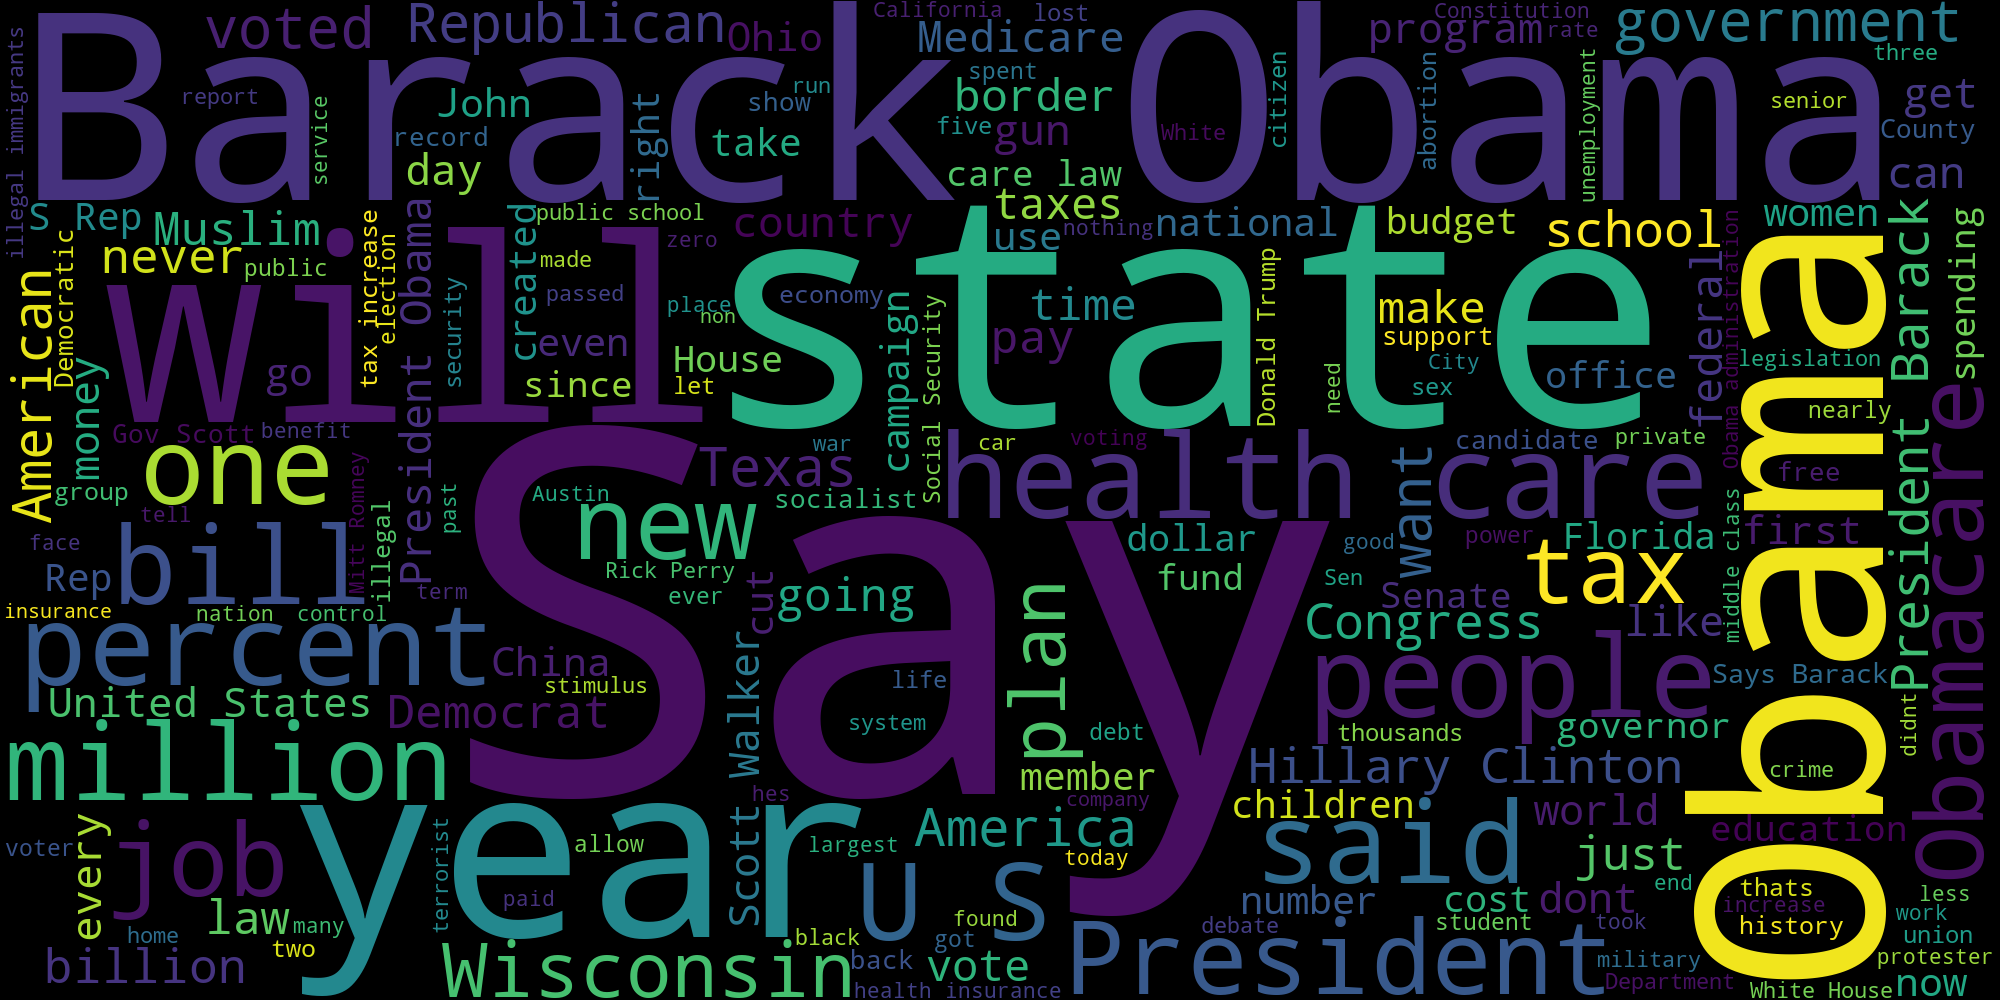 Barack Obama
voted
Republican
Ohio
California
lost
Medicare
Constitution
program
rate
government
three
illegal immigrants
report
service
John
record
day
right
run
show
take
spent
border
five
gun
White
citizen
care law
abortion
unemployment
senior
get
County
can
S Rep
Muslim
never
public
American
Democratic
money
tax increase
election
President Obama
security
created
public school
made
passed
even
since
country
zero
place
non
House
let
will
go
Gov Scott
benefit
state
economy
taxes
use
nothing
national
time
pay
campaign
Social Security
Donald Trump
need
budget
make
support
City
sex
school
office
federal
Obama administration
women
legislation
nearly
President Barack
spending
obama
Obamacare
one
group
tell
face
bill
Rep
Mitt Romney
illegal
past
term
Austin
new
Rick Perry
ever
Texas
socialist
war
car
voting
health care
candidate
private
want
dollar
fund
good
Sen
power
Florida
tax
middle class
free
first
Senate
Congress
like
insurance
nation
control
percent
China
stimulus
cut
going
Say
life
system
plan
debt
member
people
Says Barack
thousands
governor
United States
Democrat
million
Scott Walker
hes
company
Hillary Clinton
crime
didnt
children
world
education
voter
every
job
year
terrorist
allow
largest
America
U S
today
said
just
law
many
home
two
billion
paid
Wisconsin
black
back
found
got
vote
health insurance
number
debate
President
cost
student
dont
end
took
military
Department
thats
increase
history
White House
less
work
union
protester
now